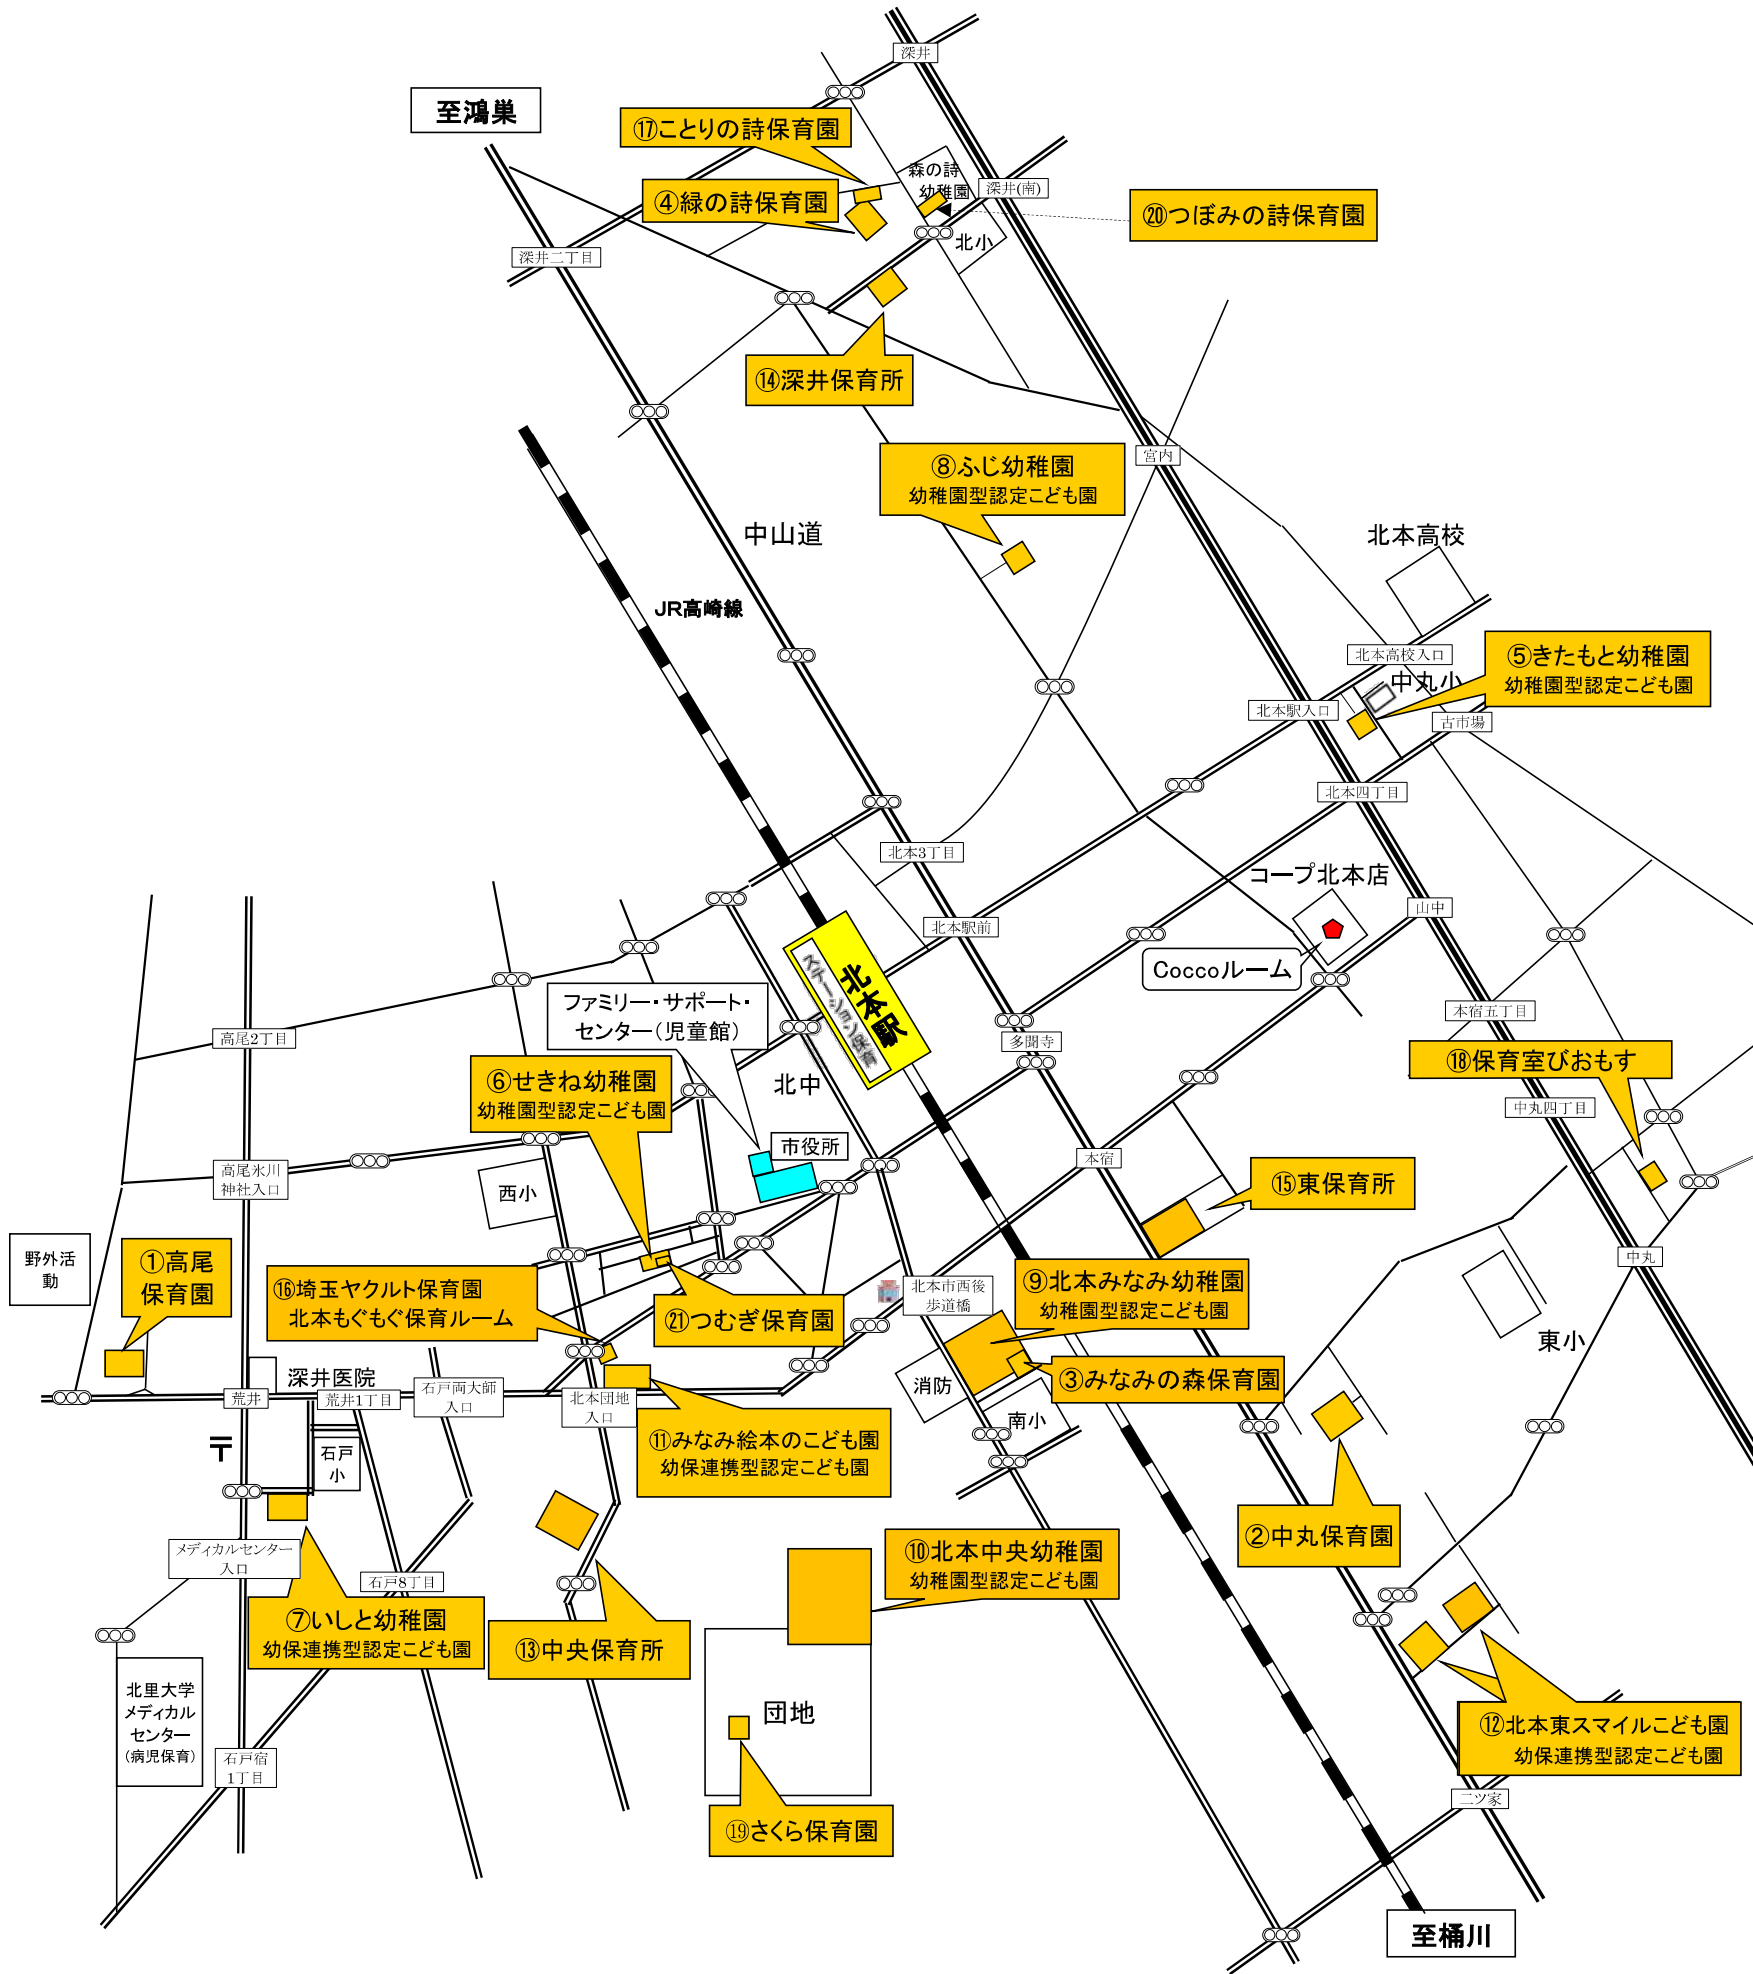 深井
至鴻巣
⑰ことりの詩保育園
森の詩
幼稚園
深井(南)
④緑の詩保育園
⑳つぼみの詩保育園
北小
深井二丁目
⑭深井保育所
宮内
⑧ふじ幼稚園
幼稚園型認定こども園
中山道
北本高校
JR高崎線
北本高校入口
⑤きたもと幼稚園
幼稚園型認定こども園
中丸小
北本駅入口
古市場
北本四丁目
北本3丁目
コープ北本店
山中
北本駅前
Coccoルーム
北本駅
ステーション保育
ファミリー・サポート・
センター(児童館)
本宿五丁目
高尾2丁目
多聞寺
⑱保育室びおもす
⑥せきね幼稚園
幼稚園型認定こども園
北中
中丸四丁目
市役所
本宿
高尾氷川
神社入口
西小
⑮東保育所
野外活
動
①高尾
保育園
中丸
⑯埼玉ヤクルト保育園
北本もぐもぐ保育ルーム
㉑つむぎ保育園
北本市西後
歩道橋
⑨北本みなみ幼稚園
幼稚園型認定こども園
東小
深井医院
消防
③みなみの森保育園
荒井
荒井1丁目
石戸両大師
入口
北本団地
入口
南小
⑪みなみ絵本のこども園
幼保連携型認定こども園
〒
石戸
小
②中丸保育園
メディカルセンター
入口
石戸8丁目
⑩北本中央幼稚園
幼稚園型認定こども園
⑦いしと幼稚園
幼保連携型認定こども園
⑬中央保育所
北里大学
メディカル
センター
(病児保育)
団地
⑫北本東スマイルこども園
幼保連携型認定こども園
石戸宿
1丁目
二ツ家
⑲さくら保育園
至桶川